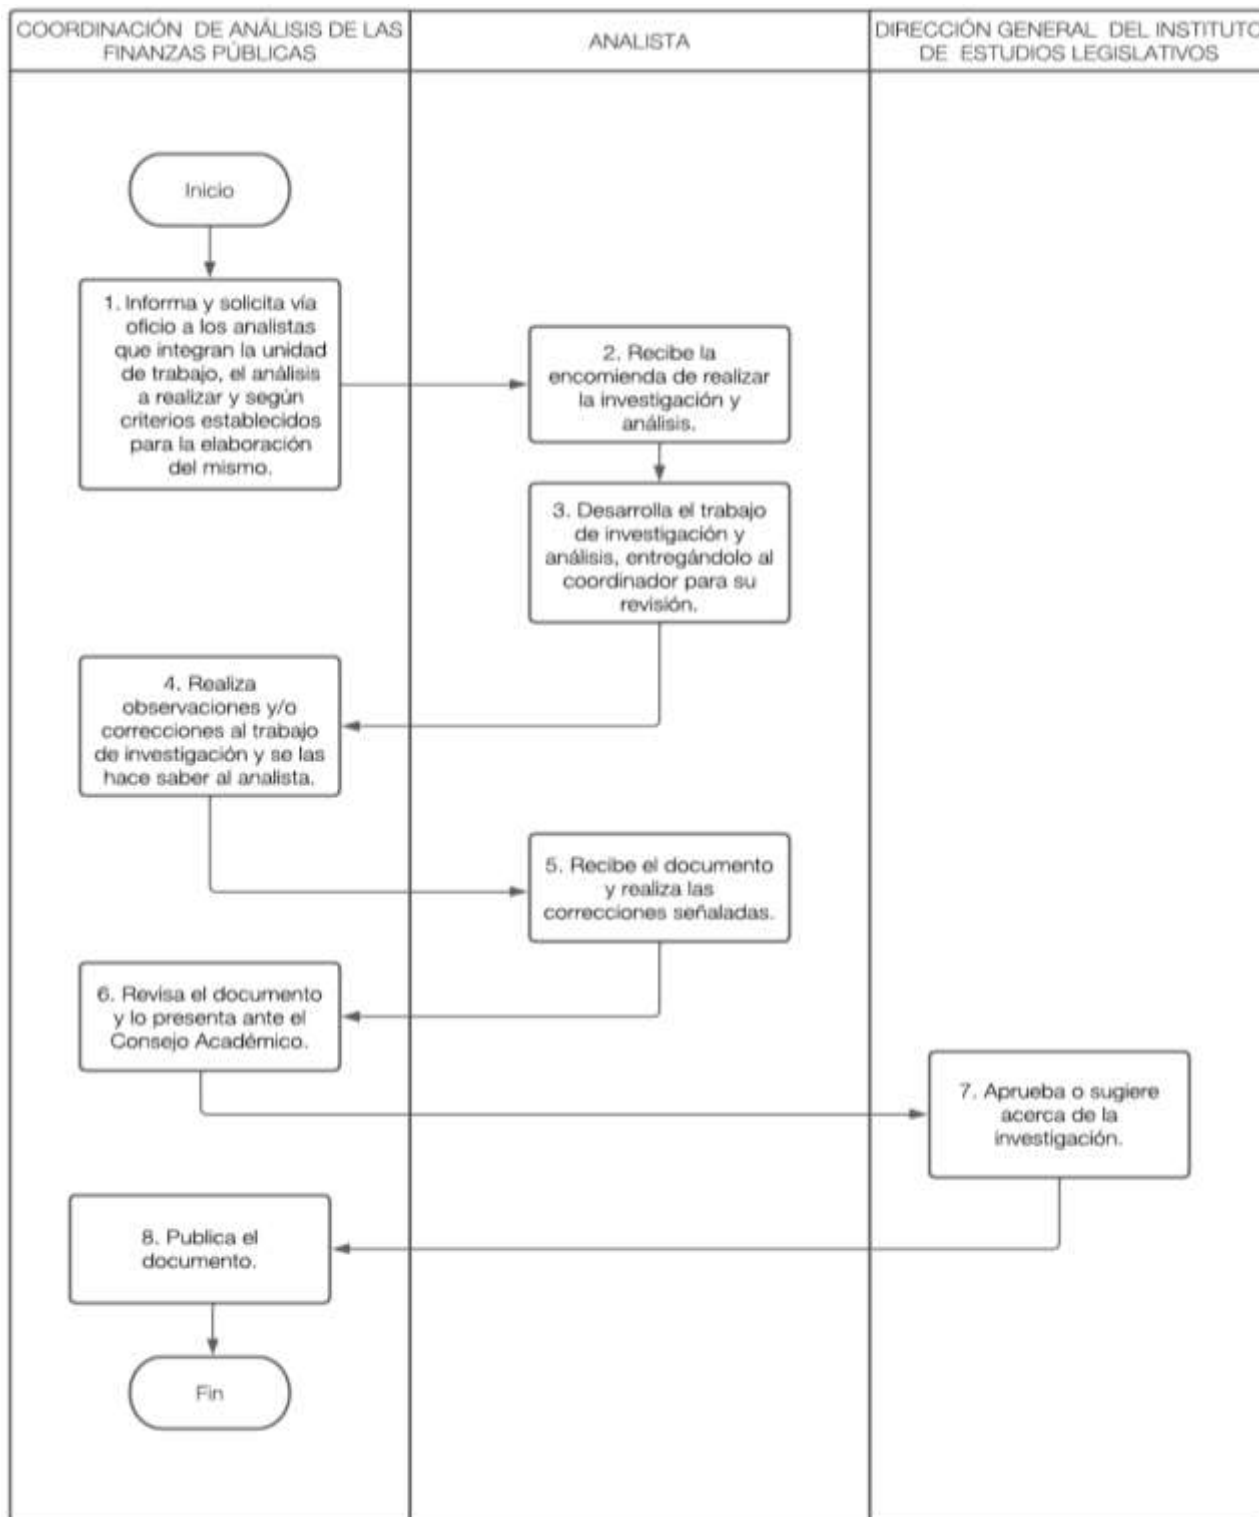 COORDINACIÓN DE ANÁLISIS DE LAS
FINANZAS PÚBLICAS
ANALISTA
DIRECCIÓN GENERAL DEL INSTITUTO
DE ESTUDIOS LEGISLATIVOS
Inicio
1. Informa y solicita vía
oficio a los analistas
que integran la unidad
de trabajo, el análisis
a realizar y según
criterios establecidos
para la elaboración
del mismo.
2. Recibe la
encomienda de realizar
la investigación y
análisis.
3. Desarrolla el trabajo
de investigación y
análisis, entregándolo al
coordinador para su
revisión.
4. Realiza
observaciones y/o
correcciones al trabajo
de investigación y se las
hace saber al analista.
5. Recibe el documento
y realiza las
correcciones señaladas.
6. Revisa el documento
y lo presenta ante el
Consejo Académico.
7. Aprueba o sugiere
acerca de la
investigación.
8. Publica el
documento.
Fin